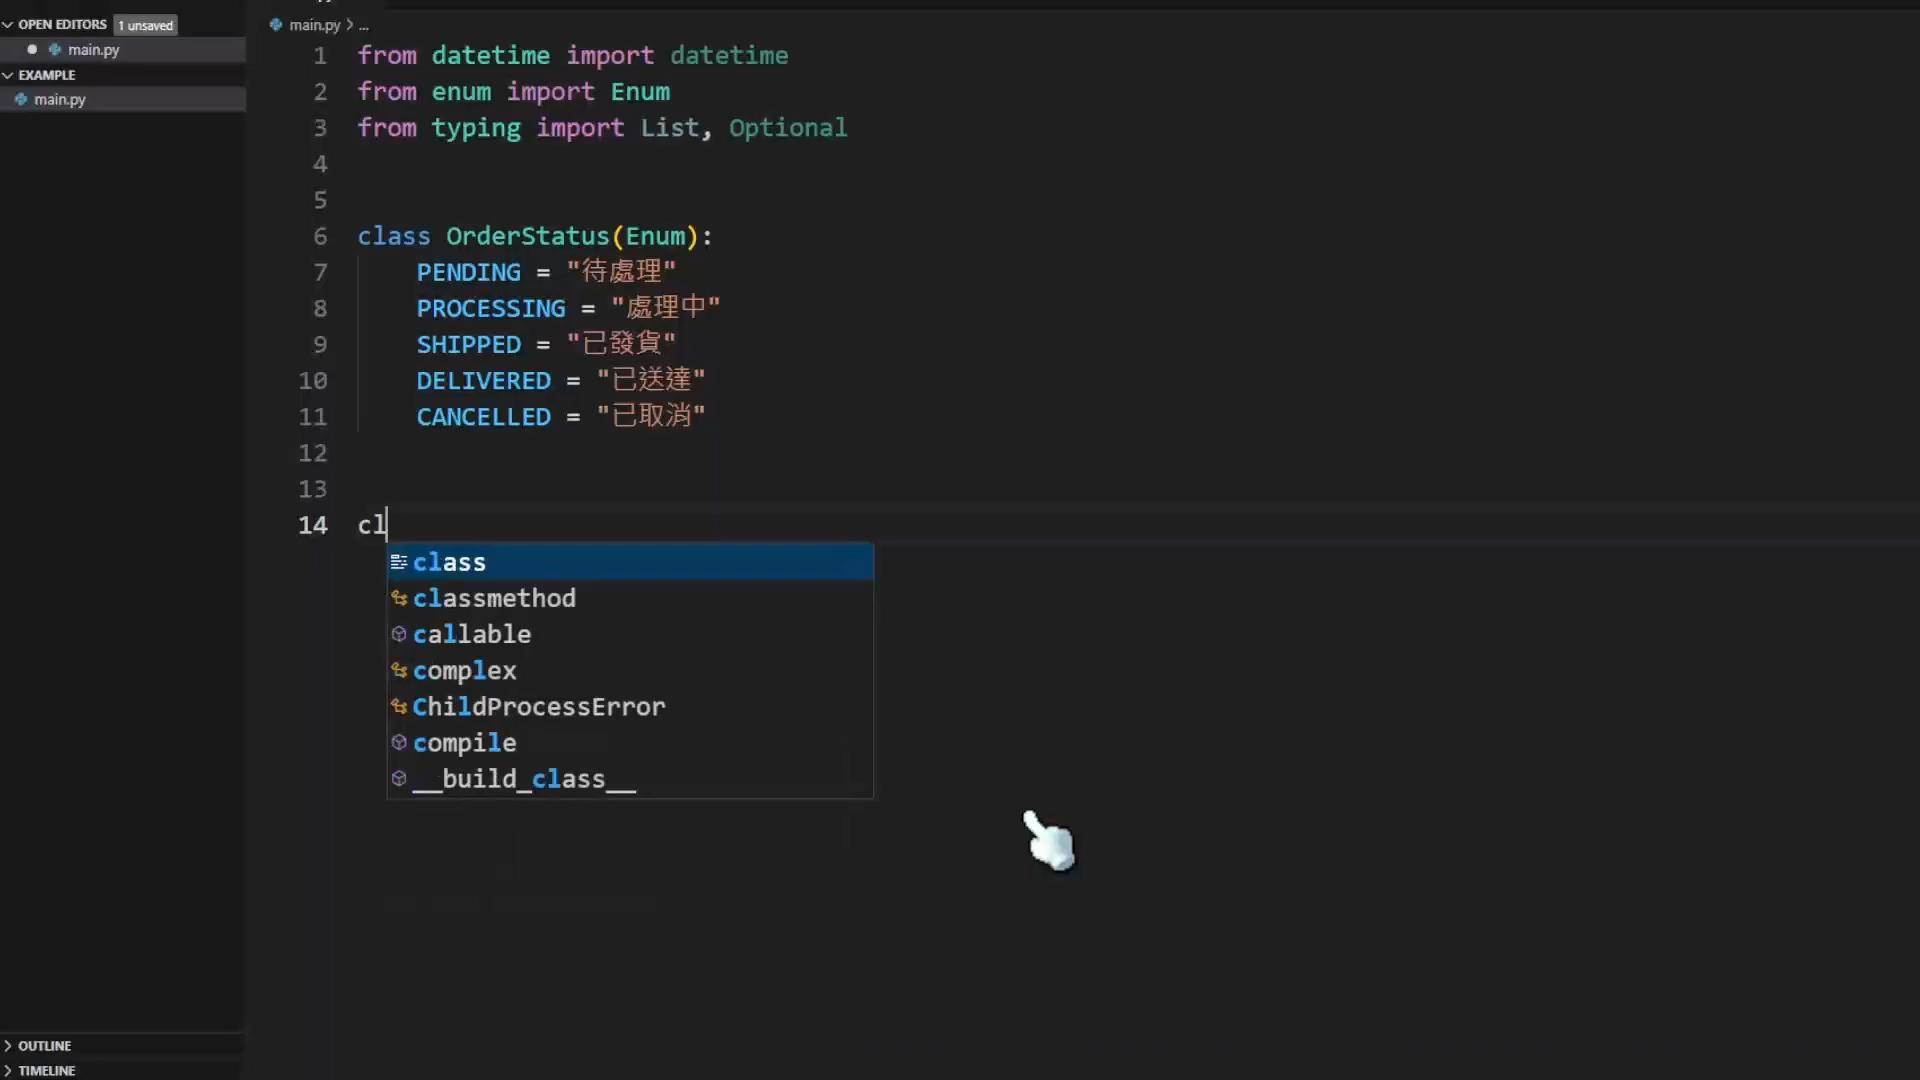 OPEN EDITORS 1 unsaved
main.py
EXAMPLE
main.py
main.py > ...
1 from datetime import datetime
2 from enum import Enum
3 from typing import List, Optional
4
5
6 class OrderStatus(Enum):
7 PENDING = "待處理"
8 PROCESSING = "處理中"
9 SHIPPED = "已發貨"
10 DELIVERED = "已送達"
11 CANCELLED = "已取消"
12
13
14 cl
class
classmethod
callable
complex
ChildProcessError
compile
__build_class__
OUTLINE
TIMELINE